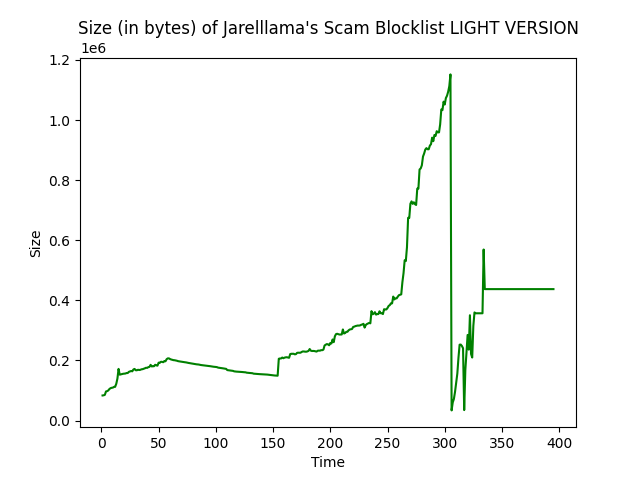 Size (in bytes) of Jarelllama's Scam Blocklist LIGHT VERSION
1e6
1.2
1.0
0.8
0.6
0.4
0.2
0.0
Size
0 50 100 150 200 250 300 350 400
Time